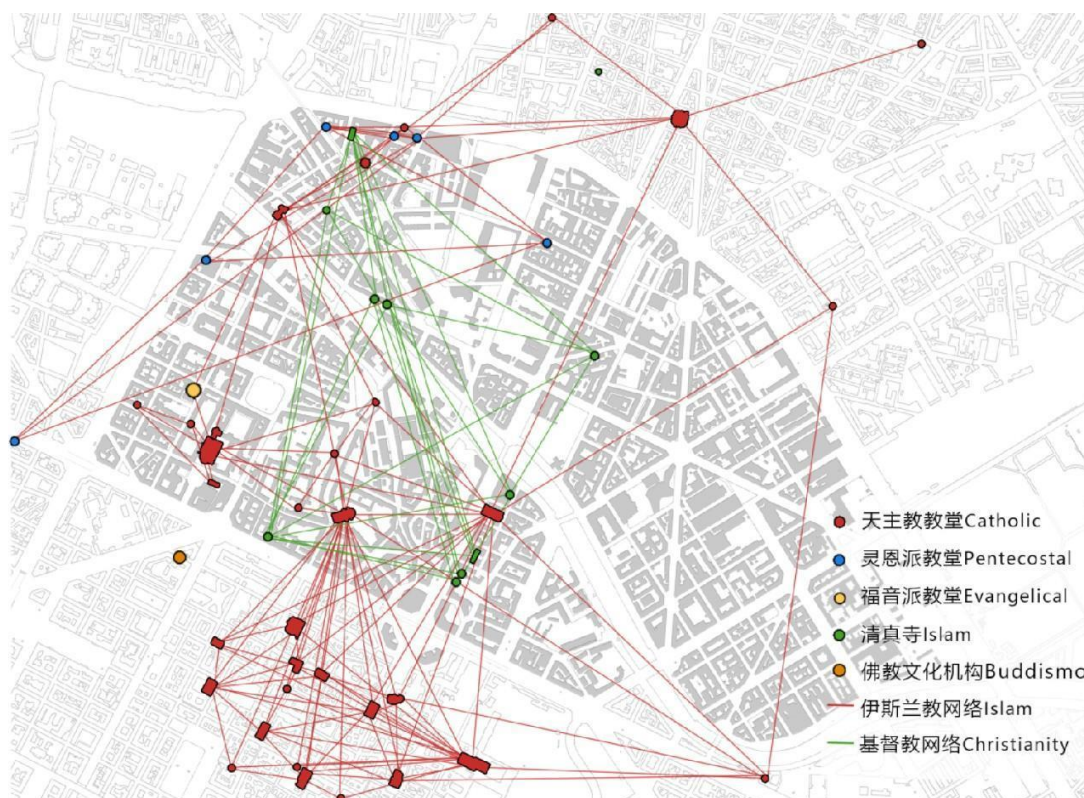 天主教教堂Catholic
灵恩派教堂Pentecostal
福音派教堂Evangelical
清真寺Islam
佛教文化机构Buddismo
伊斯兰教网络Islam
基督教网络Christianity